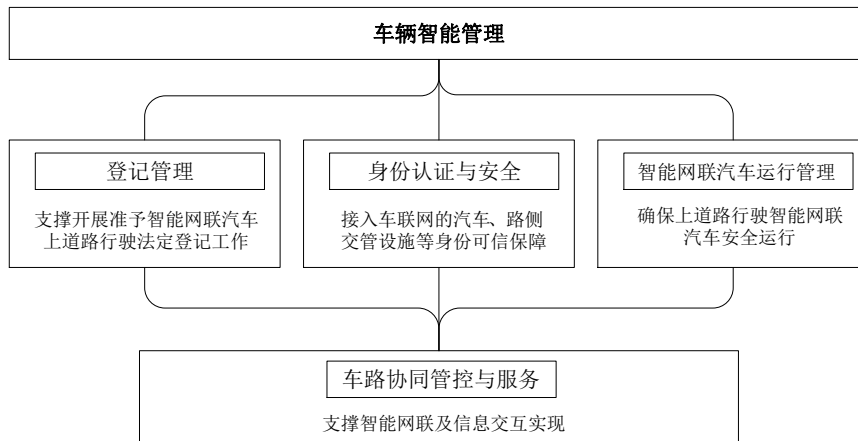 车辆智能管理
登记管理
支撑开展准予智能网联汽车
上道路行驶法定登记工作
身份认证与安全
接入车联网的汽车、路侧
交管设施等身份可信保障
智能网联汽车运行管理
确保上道路行驶智能网联
汽车安全运行
车路协同管控与服务
支撑智能网联及信息交互实现